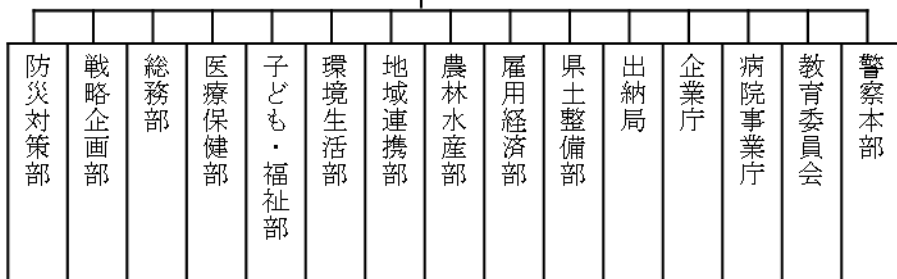 防災対策部
戦略企画部
総務部
医療保健部
子ども・福祉部
環境生活部
地域連携部
農林水産部
雇用経済部
県土整備部
出納局
企業庁
病院事業庁
教育委員会
警察本部